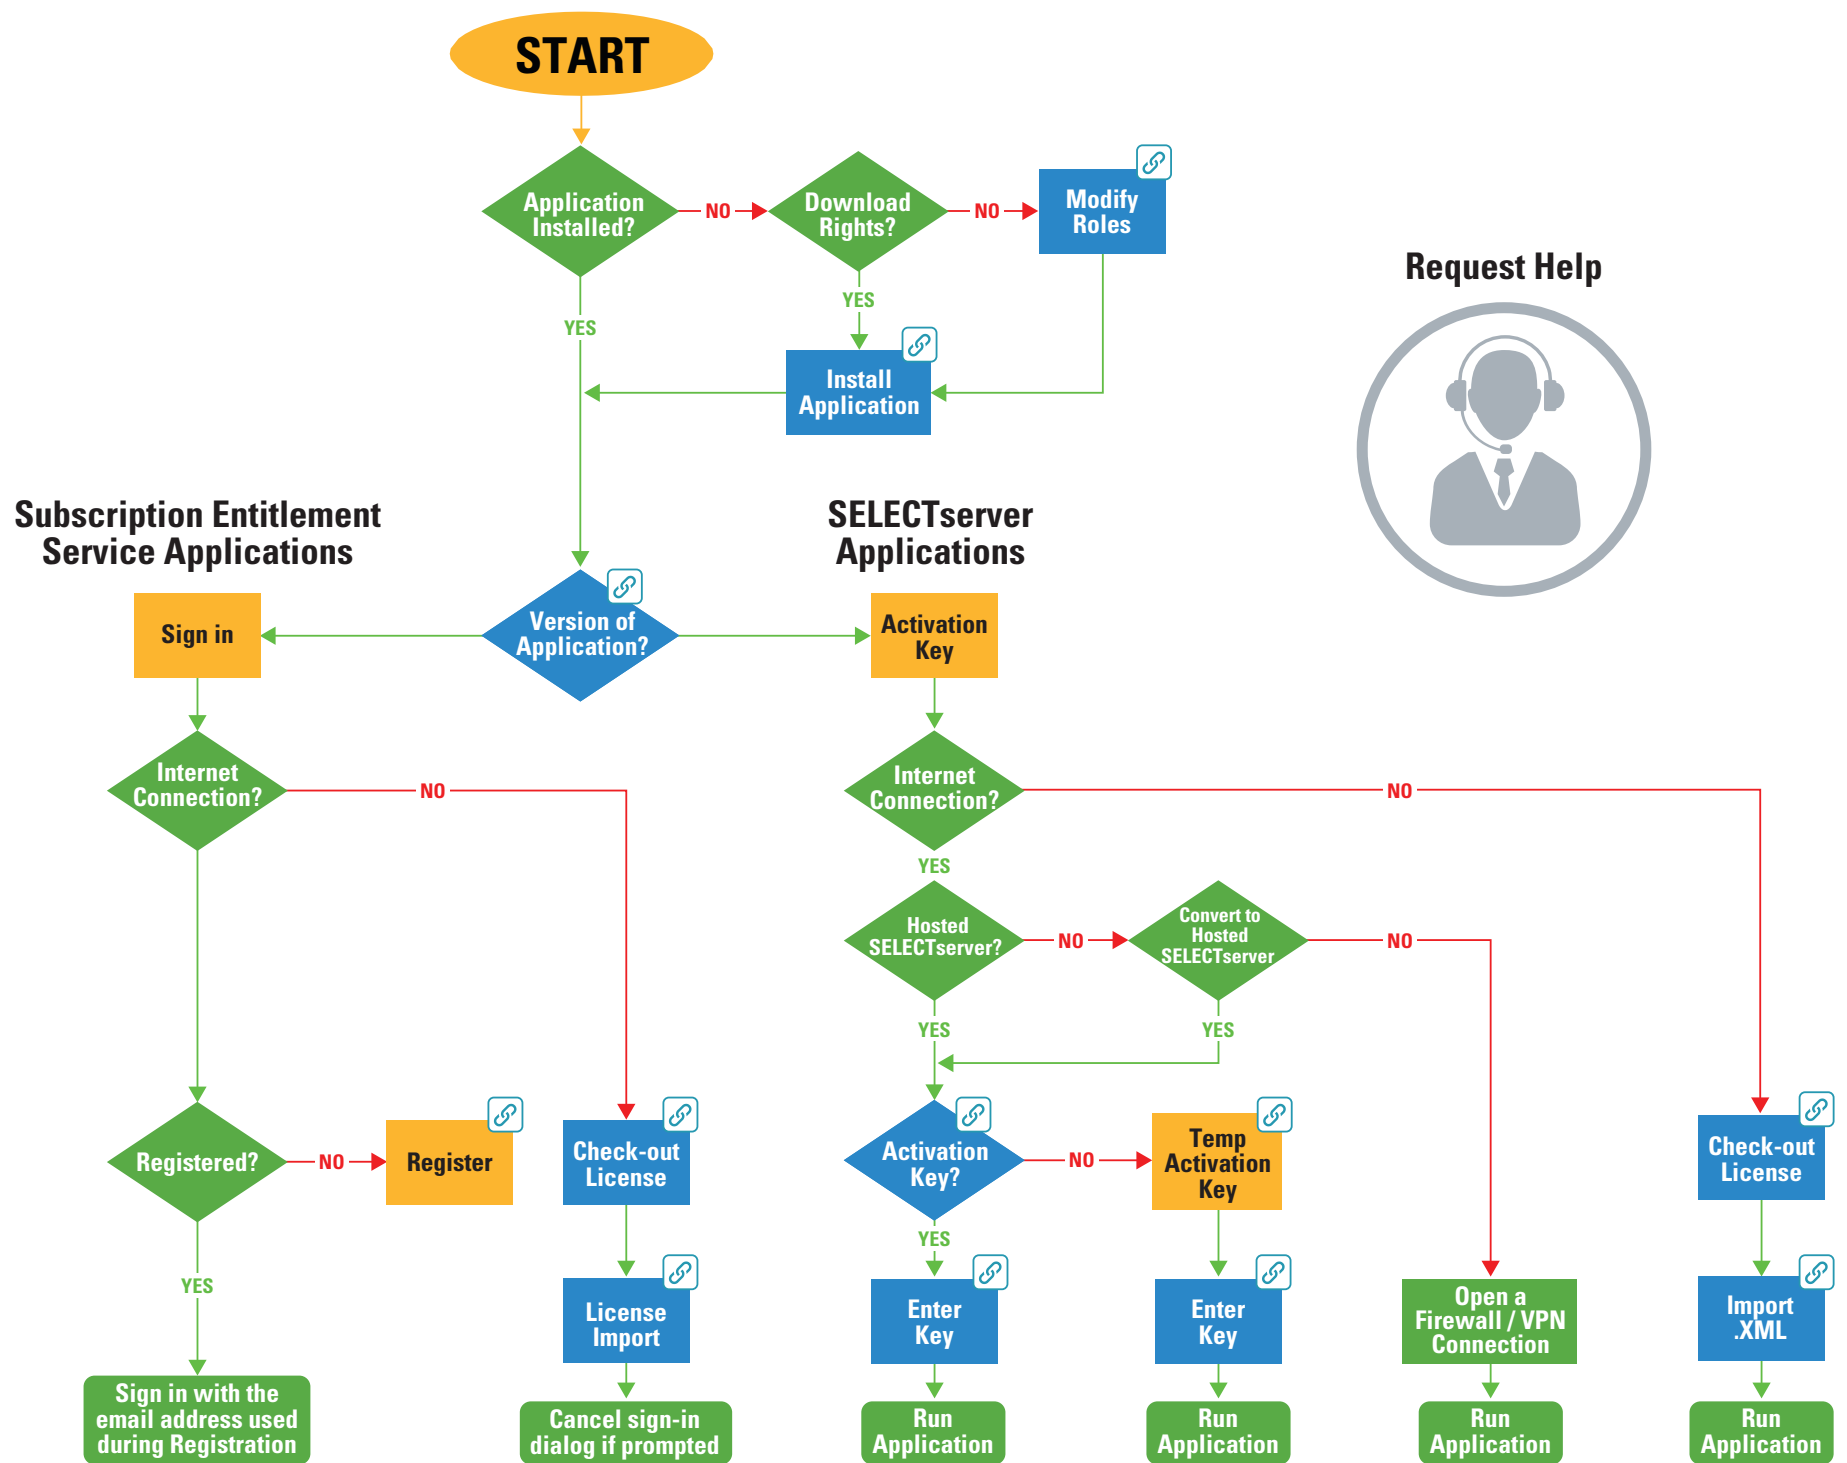 START
Application
Installed?
NO
Download
Rights?
NO
Modify
Roles
Request Help
YES
YES
Install
Application
Subscription Entitlement
Service Applications
SELECTserver
Applications
Sign in
Version of
Application?
Activation
Key
Internet
Connection?
NO
Internet
Connection?
NO
YES
Hosted
SELECTserver?
NO
Convert to
Hosted
SELECTserver
NO
YES
YES
Registered?
NO
Register
Check-out
License
Activation
Key?
NO
Temp
Activation
Key
Check-out
License
YES
YES
License
Import
Enter
Key
Enter
Key
Open a
Firewall / VPN
Connection
Import
.XML
Sign in with the
email address used
during Registration
Cancel sign-in
dialog if prompted
Run
Application
Run
Application
Run
Application
Run
Application